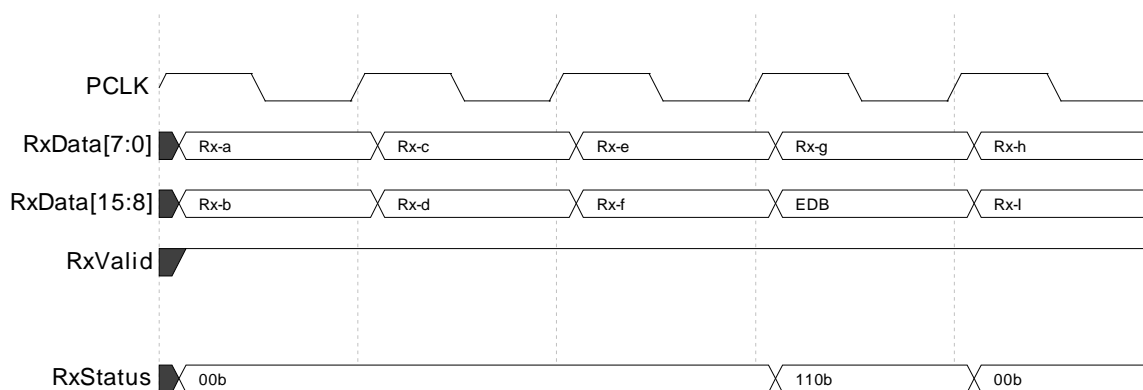 PCLK
RxData[7:0] Rx-a Rx-c Rx-e Rx-g Rx-h
RxData[15:8] Rx-b Rx-d Rx-f EDB Rx-I
RxValid
RxStatus 00b 110b 00b